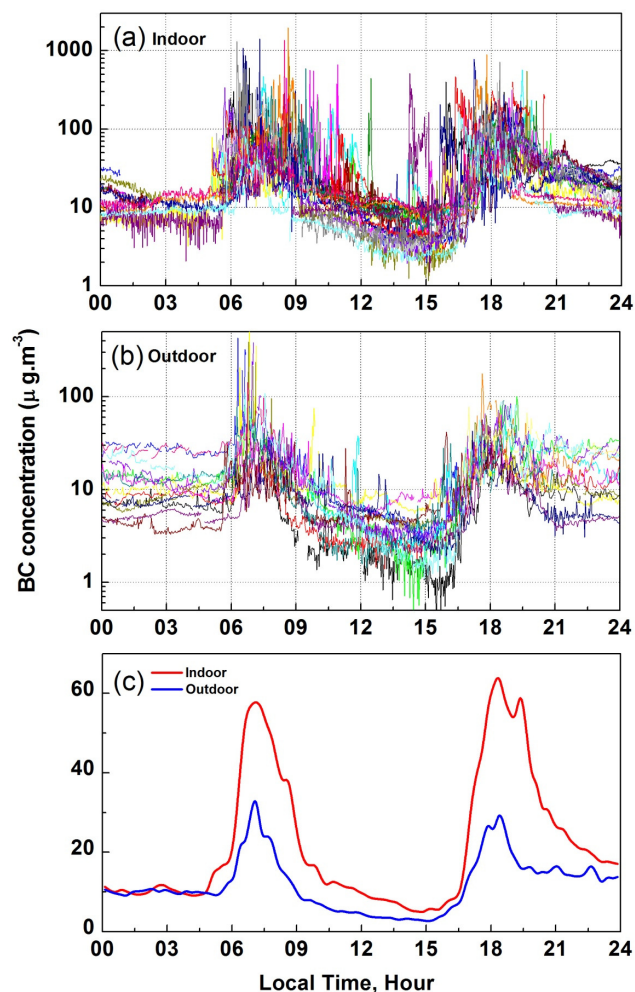 (a) Indoor
1000
100
10
1
00 03 06 09 12 15 18 21 24
(b) Outdoor
100
10
1
00 03 06 09 12 15 18 21 24
BC concentration (μ g.m-3)
(c)
Indoor
Outdoor
60
40
20
0
00 03 06 09 12 15 18 21 24
Local Time, Hour